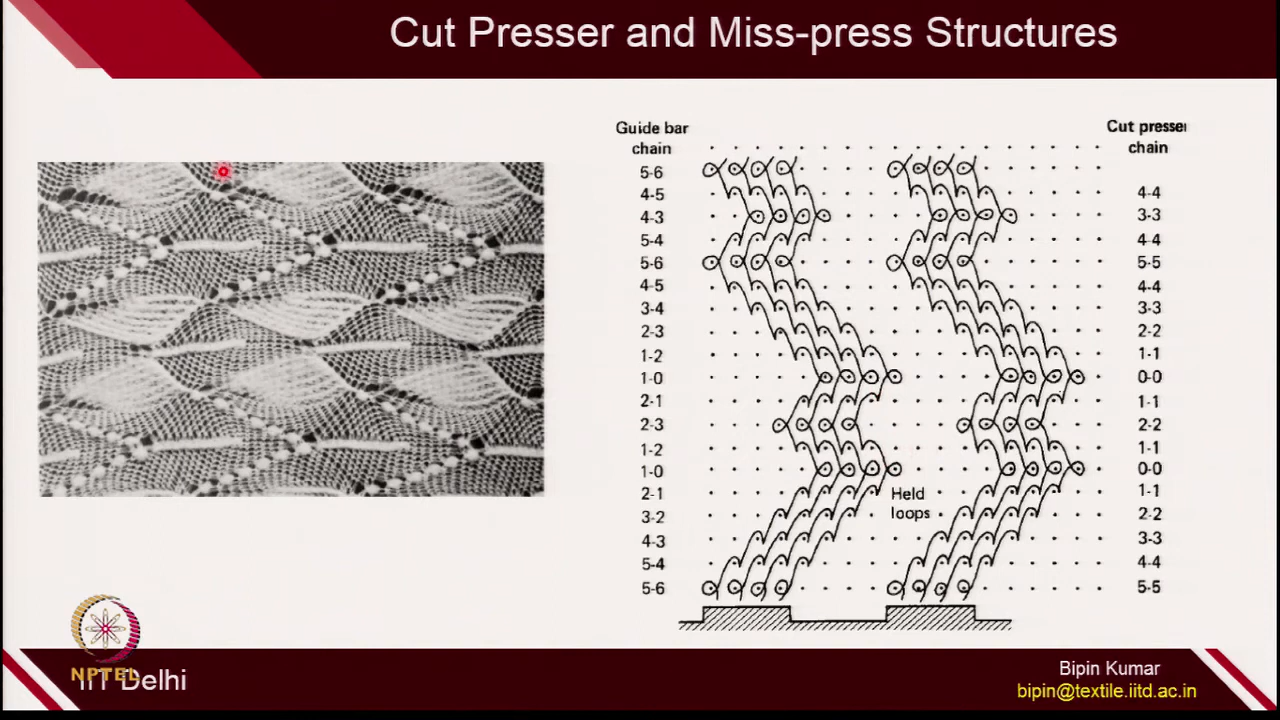 Cut Presser and Miss-press Structures
Guide bar
chain
Cut presser
chain
5-6
4-5 4-4
4-3 3-3
5-4 4-4
5-6 5-5
4-5 4-4
3-4 3-3
2-3 2-2
1-2 1-1
1-0 0-0
2-1 1-1
2-3 2-2
1-2 1-1
1-0 0-0
2-1 1-1
Held
loops
3-2 2-2
4-3 3-3
5-4 4-4
5-6 5-5
NPTEL
IIT Delhi
Bipin Kumar
bipin@textile.iitd.ac.in